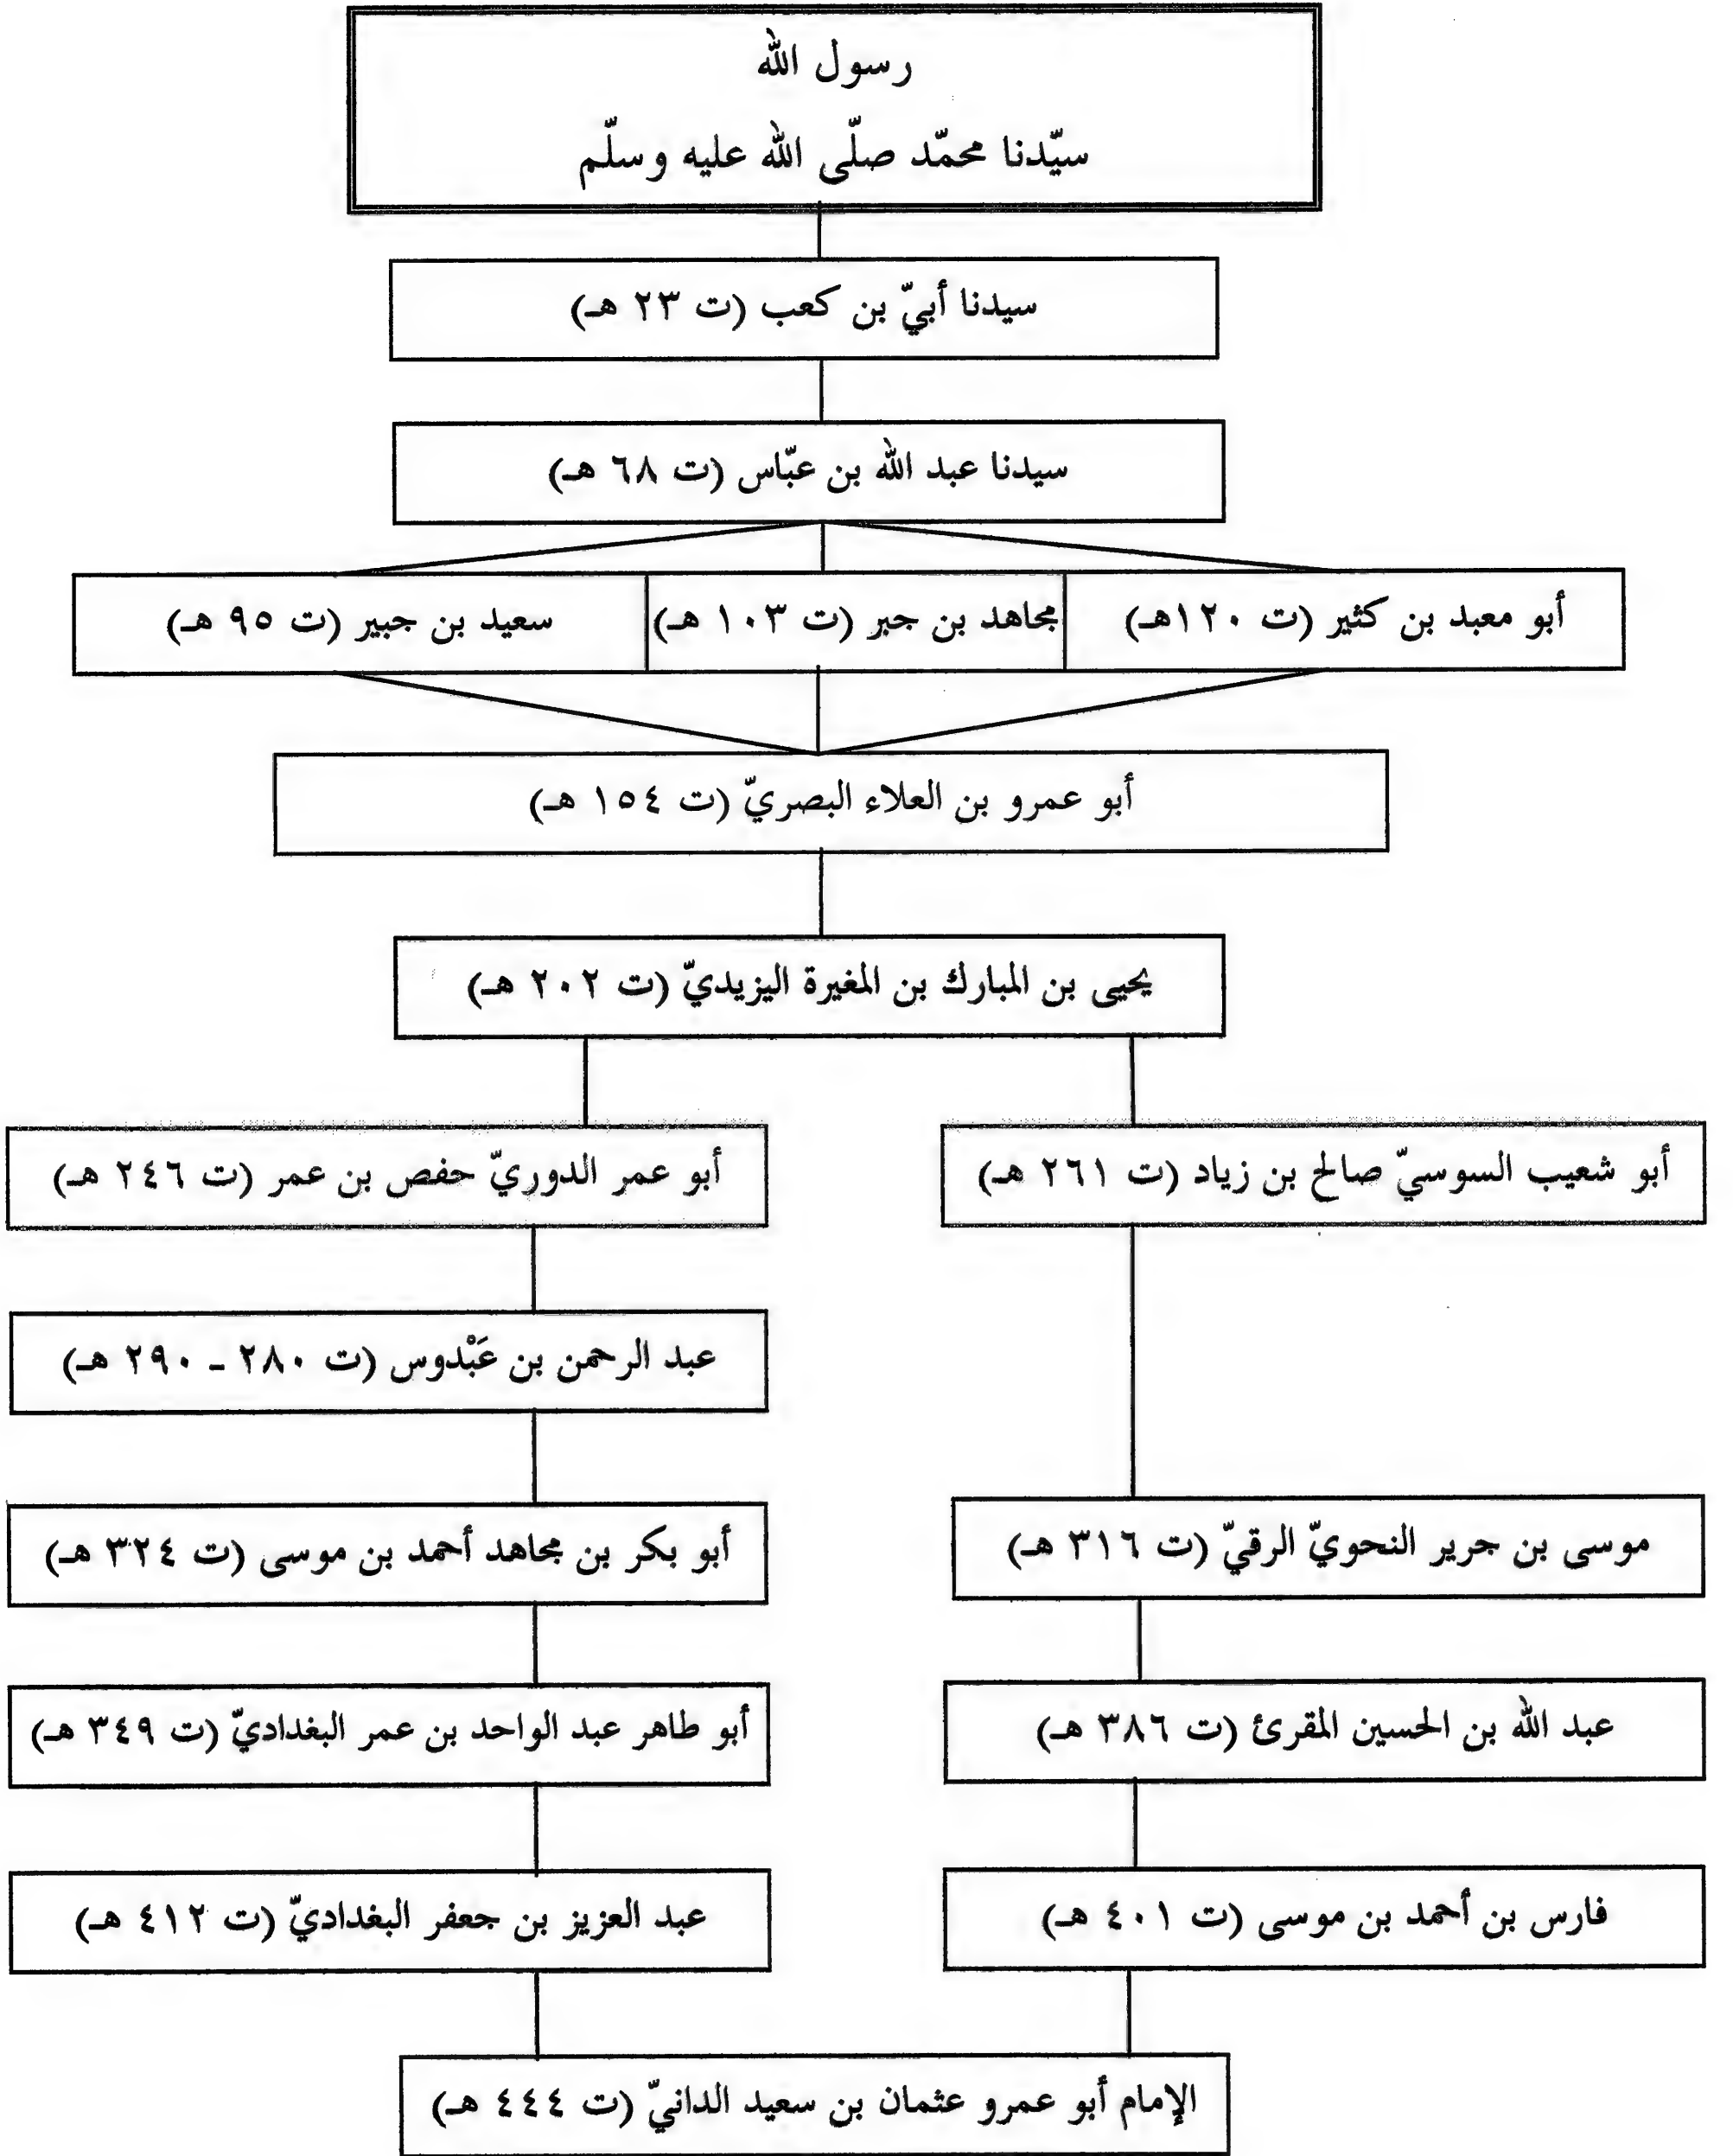 رسول الله
سيّدنا محمّد صلّى الله عليه وسلّم
سيدنا أبيّ بن كعب (ت ٢٣ هـ)
سيدنا عبد الله بن عبّاس (ت ٦٨ هـ)
أبو معبد بن كثير (ت ١٢٠هـ)
مجاهد بن جبر (ت ١٠٣ هـ)
سعيد بن جبير (ت ٩٥ هـ)
أبو عمرو بن العلاء البصريّ (ت ١٥٤ هـ)
يحيى بن المبارك بن المغيرة اليزيديّ (ت ٢٠٢ هـ)
أبو شعيب السوسيّ صالح بن زياد (ت ٢٦١ هـ)
أبو عمر الدوريّ حفص بن عمر (ت ٢٤٦ هـ)
عبد الرحمن بن عَبْدوس (ت ٢٨٠ - ٢٩٠ هـ)
موسى بن جرير النحويّ الرقيّ (ت ٣١٦ هـ)
أبو بكر بن مجاهد أحمد بن موسى (ت ٣٢٤ هـ)
عبد الله بن الحسين المقرئ (ت ٣٨٦ هـ)
أبو طاهر عبد الواحد بن عمر البغداديّ (ت ٣٤٩ هـ)
فارس بن أحمد بن موسى (ت ٤٠١ هـ)
عبد العزيز بن جعفر البغداديّ (ت ٤١٢ هـ)
الإمام أبو عمرو عثمان بن سعيد الدانيّ (ت ٤٤٤ هـ)